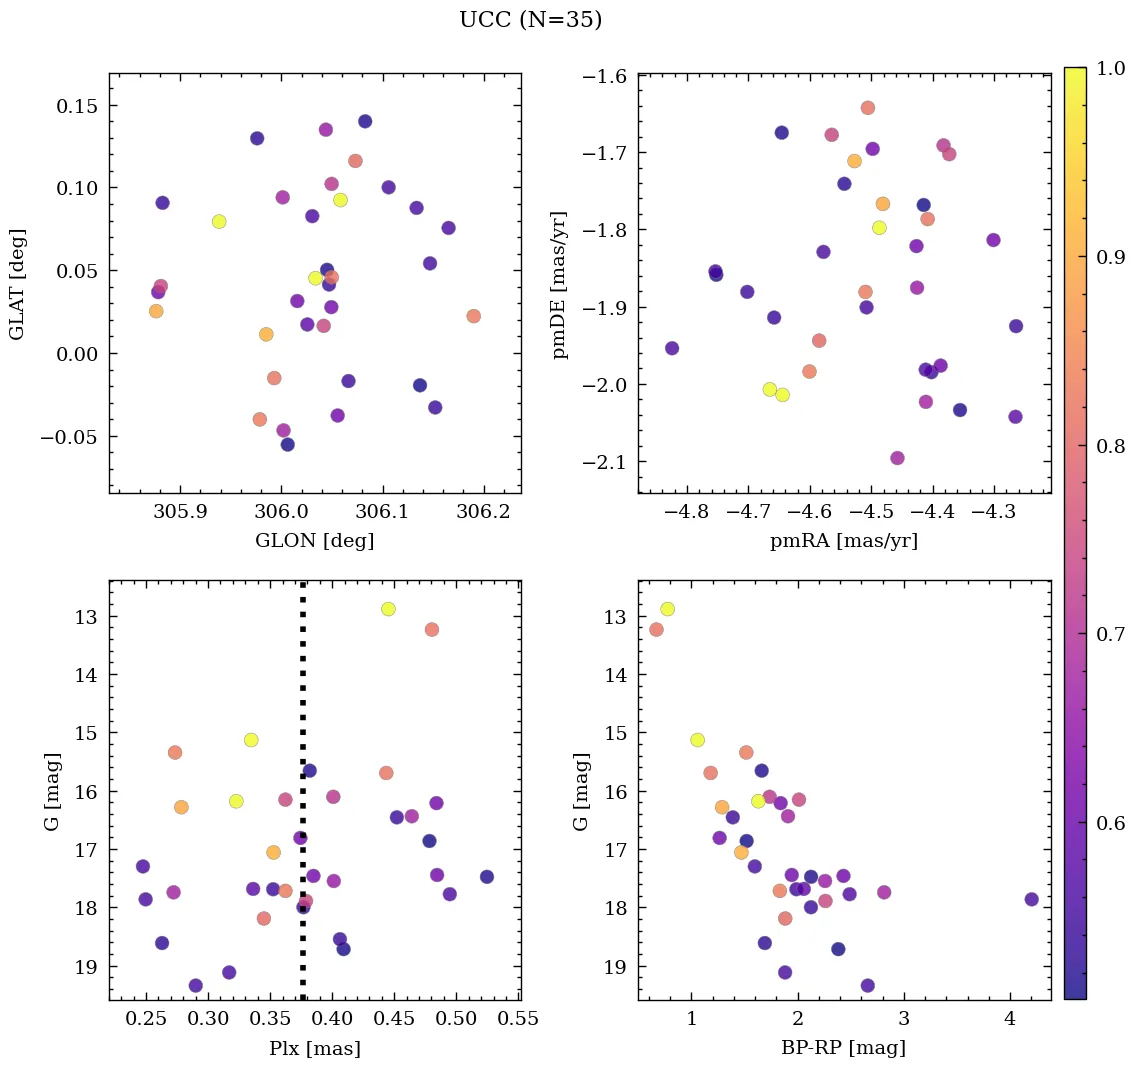 UCC (N=35)
0.15
0.10
0.05
0.00
−0.05
GLAT [deg]
305.9 306.0 306.1 306.2
GLON [deg]
−1.6
−1.7
−1.8
−1.9
−2.0
−2.1
pmDE [mas/yr]
−4.8 −4.7 −4.6 −4.5 −4.4 −4.3
pmRA [mas/yr]
13
14
15
16
17
18
19
G [mag]
0.25 0.30 0.35 0.40 0.45 0.50 0.55
Plx [mas]
13
14
15
16
17
18
19
G [mag]
1 2 3 4
BP-RP [mag]
1.0
0.9
0.8
0.7
0.6